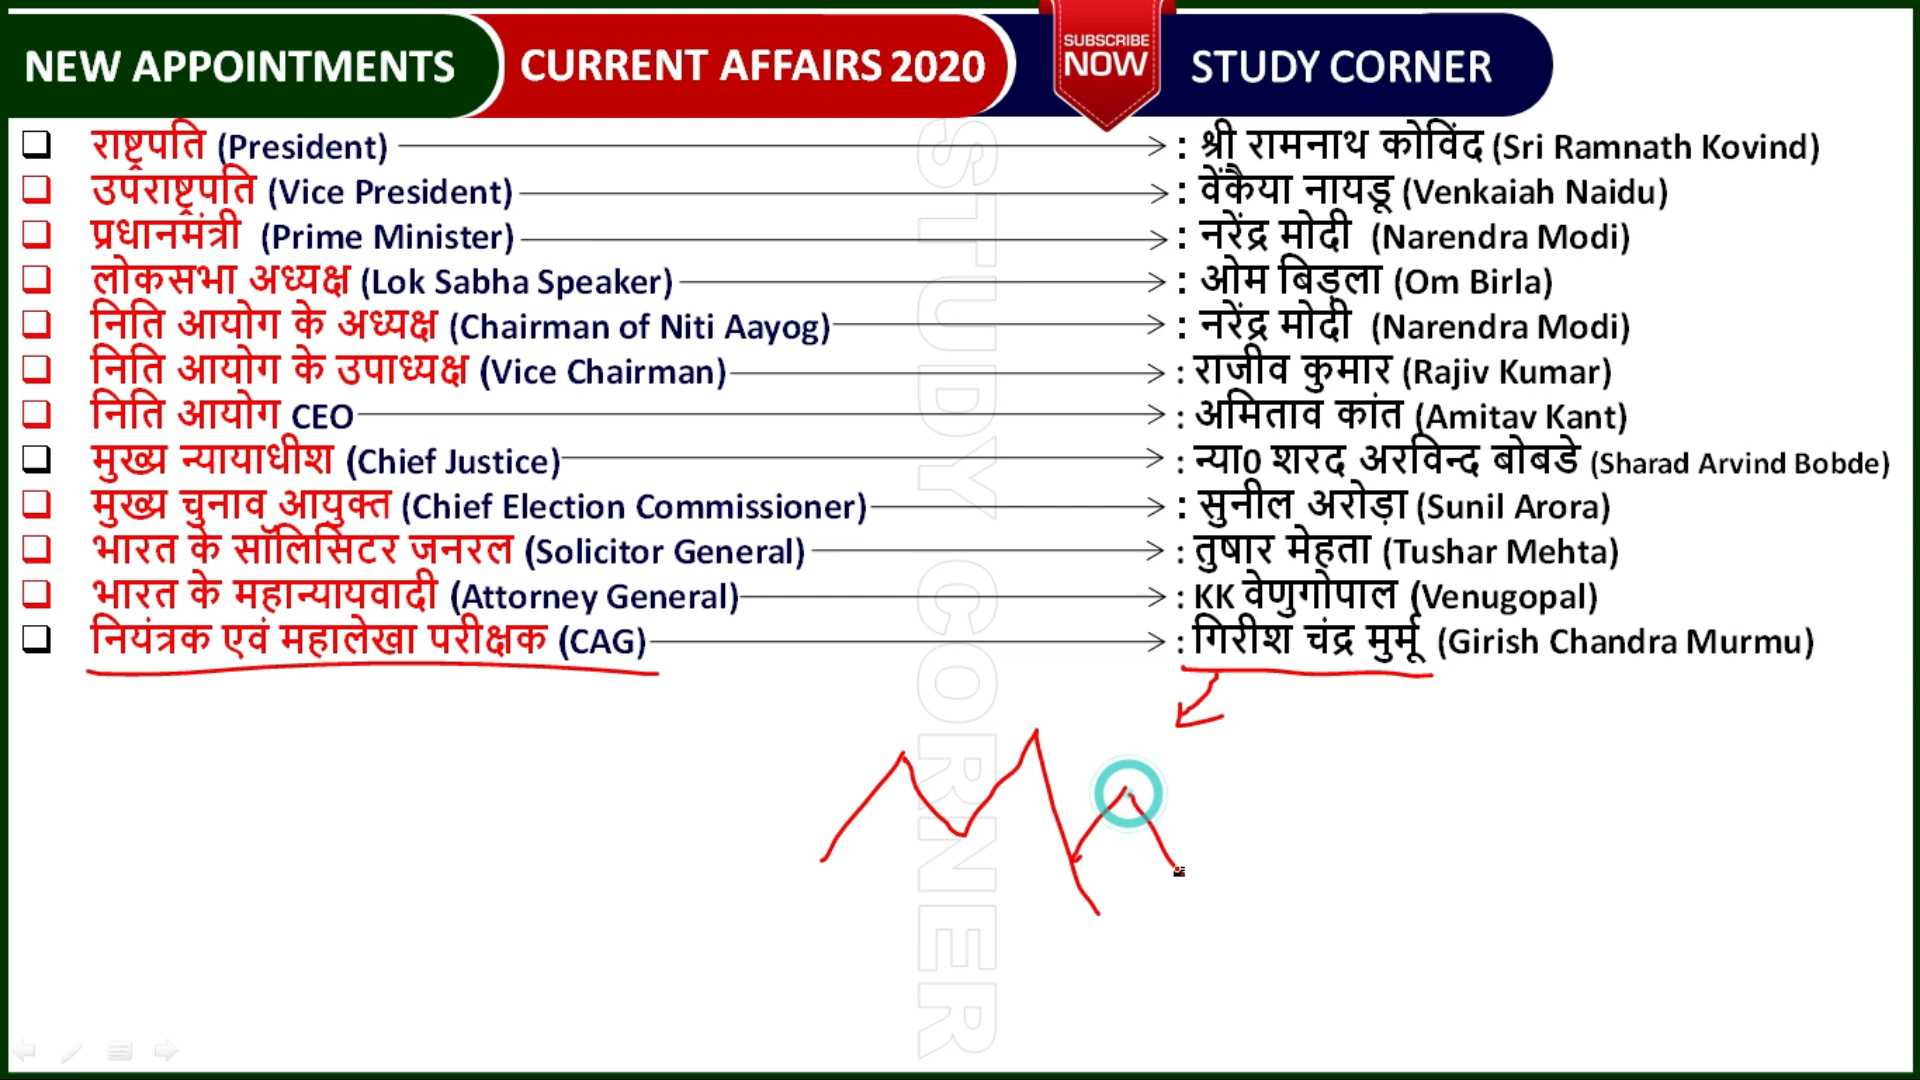 NEW APPOINTMENTS CURRENT AFFAIRS 2020 SUBSCRIBE NOW STUDY CORNER
राष्ट्रपति (President) : श्री रामनाथ कोविंद (Sri Ramnath Kovind)
उपराष्ट्रपति (Vice President) : वेंकैया नायडू (Venkaiah Naidu)
प्रधानमंत्री (Prime Minister) : नरेंद्र मोदी (Narendra Modi)
लोकसभा अध्यक्ष (Lok Sabha Speaker) : ओम बिड़ला (Om Birla)
निति आयोग के अध्यक्ष (Chairman of Niti Aayog) : नरेंद्र मोदी (Narendra Modi)
निति आयोग के उपाध्यक्ष (Vice Chairman) : राजीव कुमार (Rajiv Kumar)
निति आयोग CEO : अमिताव कांत (Amitav Kant)
मुख्य न्यायाधीश (Chief Justice) : न्या0 शरद अरविन्द बोबडे (Sharad Arvind Bobde)
मुख्य चुनाव आयुक्त (Chief Election Commissioner) : सुनील अरोड़ा (Sunil Arora)
भारत के सॉलिसिटर जनरल (Solicitor General) : तुषार मेहता (Tushar Mehta)
भारत के महान्यायवादी (Attorney General) : KK वेणुगोपाल (Venugopal)
नियंत्रक एवं महालेखा परीक्षक (CAG) : गिरीश चंद्र मुर्मू (Girish Chandra Murmu)
STUDY CORNER